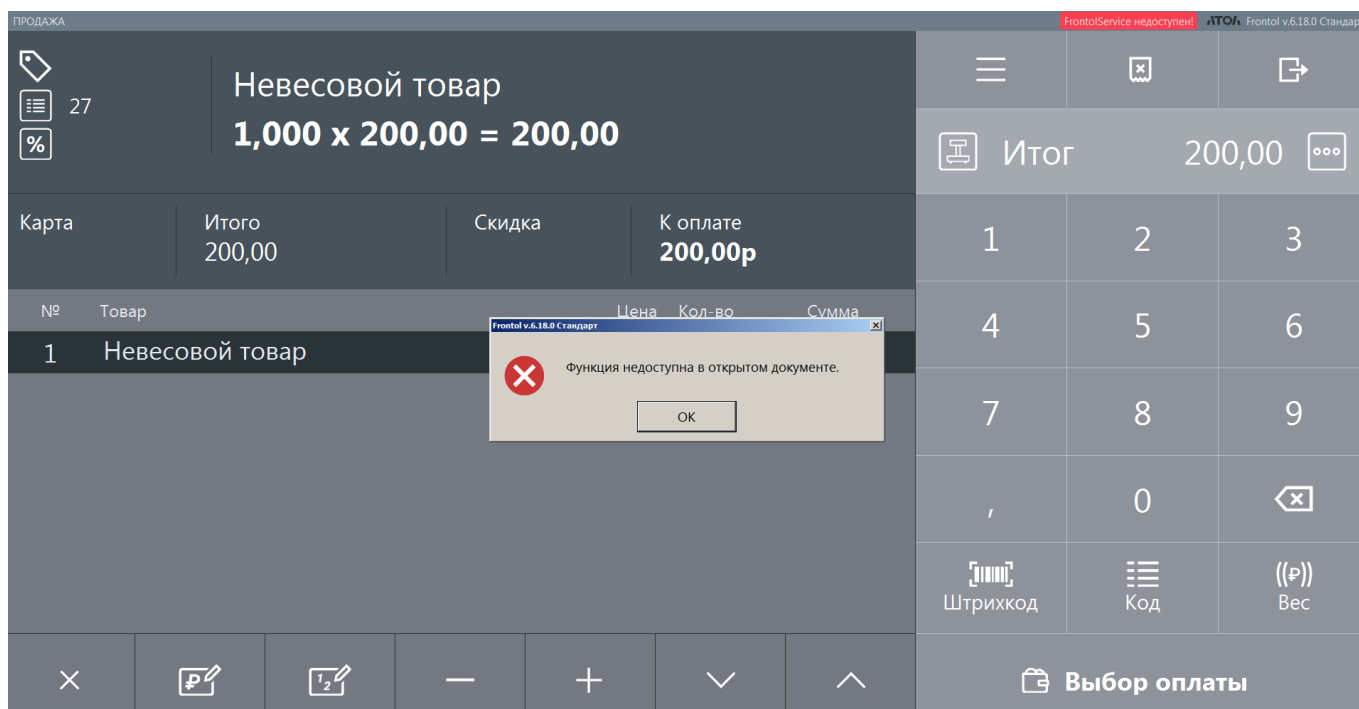 ПРОДАЖА
FrontolService недоступен! АТОЛ Frontol v.6.18.0 Стандар
27
%
Невесовой товар
1,000 x 200,00 = 200,00
Итог 200,00
Карта
Итого
200,00
Скидка
К оплате
200,00р
№ Товар Цена Кол-во Сумма
1 Невесовой товар
Frontol v.6.18.0 Стандарт
Функция недоступна в открытом документе.
OK
1 2 3
4 5 6
7 8 9
, 0
Штрихкод Код ((₽)) Вес
Выбор оплаты